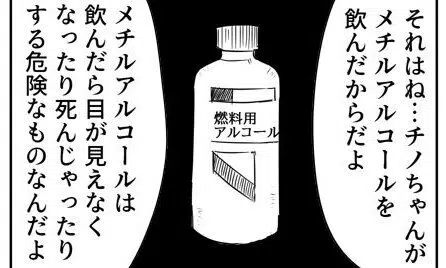 それはね…チノちゃんが
メチルアルコールを
飲んだからだよ
燃料用
アルコール
メチルアルコールは
飲んだら目が見えなく
なったり死んじゃったり
する危険なものなんだよ